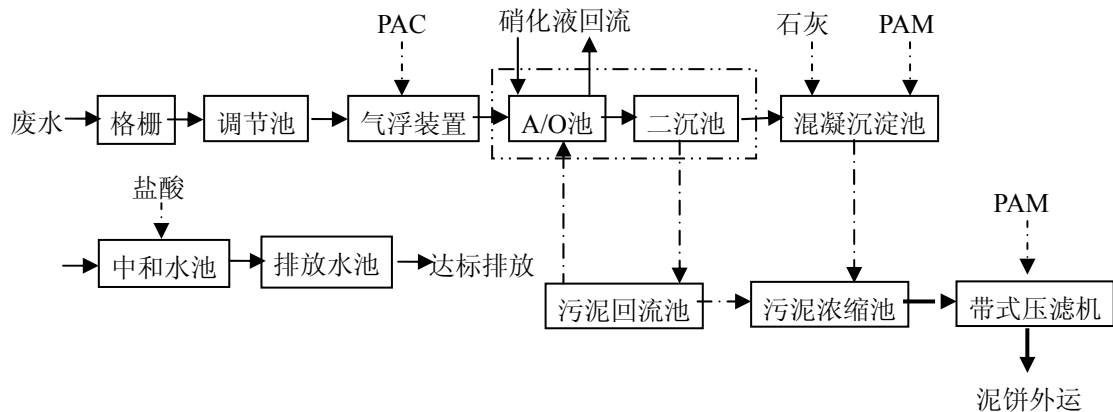 PAC
硝化液回流
石灰
PAM
废水
格栅
调节池
气浮装置
A/O池
二沉池
混凝沉淀池
盐酸
PAM
中和水池
排放水池
达标排放
污泥回流池
污泥浓缩池
带式压滤机
泥饼外运